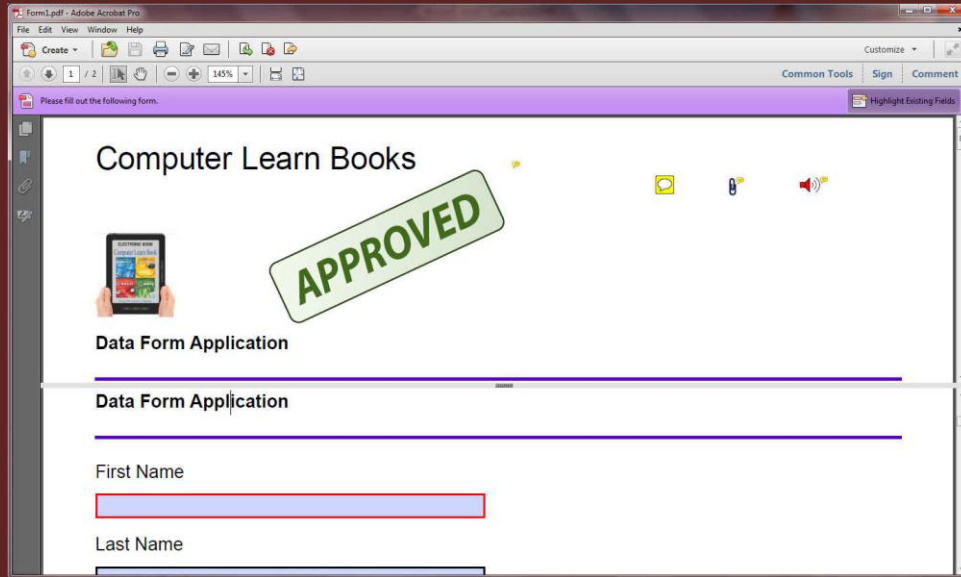 Form1.pdf - Adobe Acrobat Pro
File Edit View Window Help
Create Customize
1 / 2 145% Common Tools Sign Comment
Please fill out the following form. Highlight Existing Fields
Computer Learn Books
APPROVED
ELECTRONIC BOOK
Computer Learn Book
Data Form Application
Data Form Application
First Name
Last Name